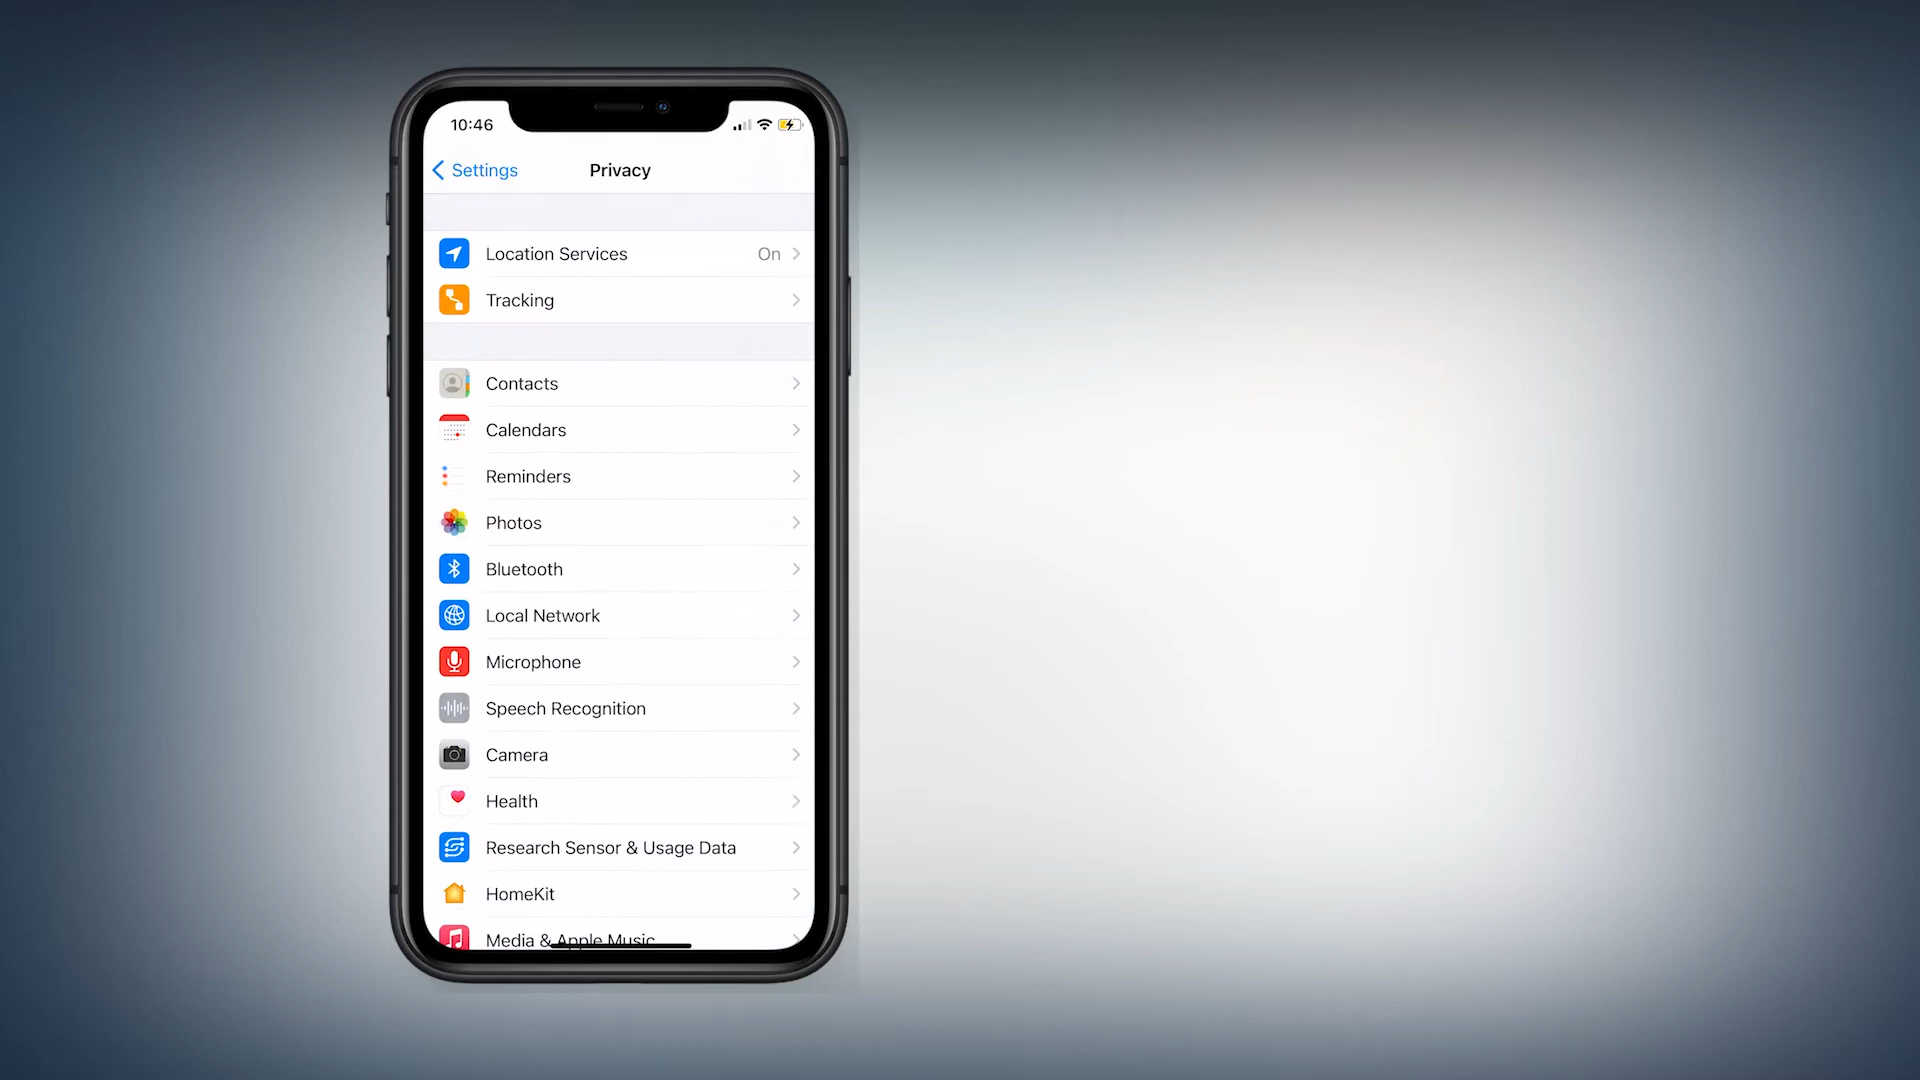 10:46
Settings
Privacy
Location Services On
Tracking
Contacts
Calendars
Reminders
Photos
Bluetooth
Local Network
Microphone
Speech Recognition
Camera
Health
Research Sensor & Usage Data
HomeKit
Media & Apple Music